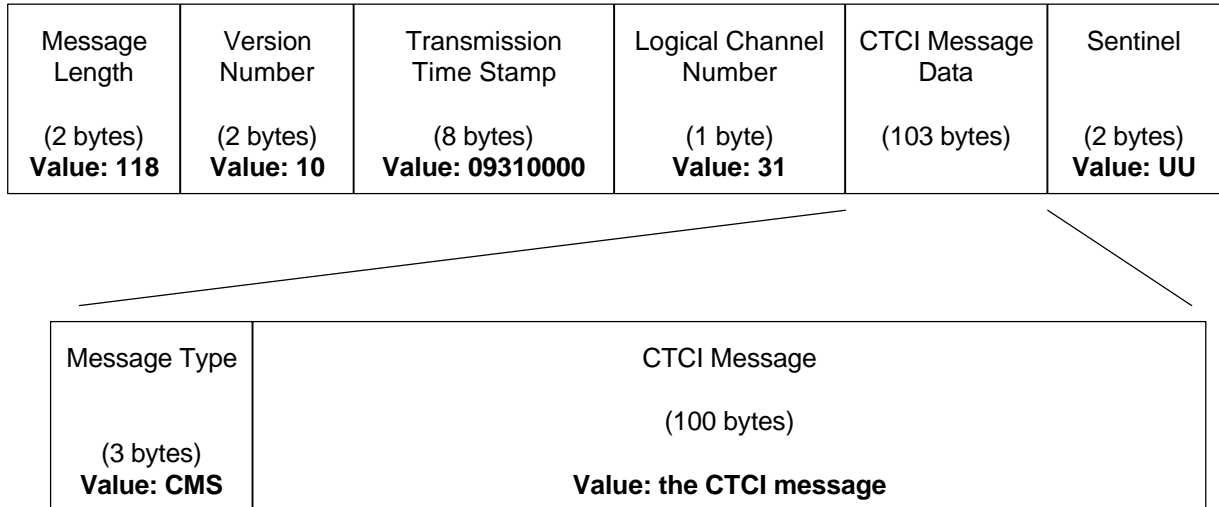 Message
Length
(2 bytes)
Value: 118
Version
Number
(2 bytes)
Value: 10
Transmission
Time Stamp
(8 bytes)
Value: 09310000
Logical Channel
Number
(1 byte)
Value: 31
CTCI Message
Data
(103 bytes)
Sentinel
(2 bytes)
Value: UU
Message Type
(3 bytes)
Value: CMS
CTCI Message
(100 bytes)
Value: the CTCI message